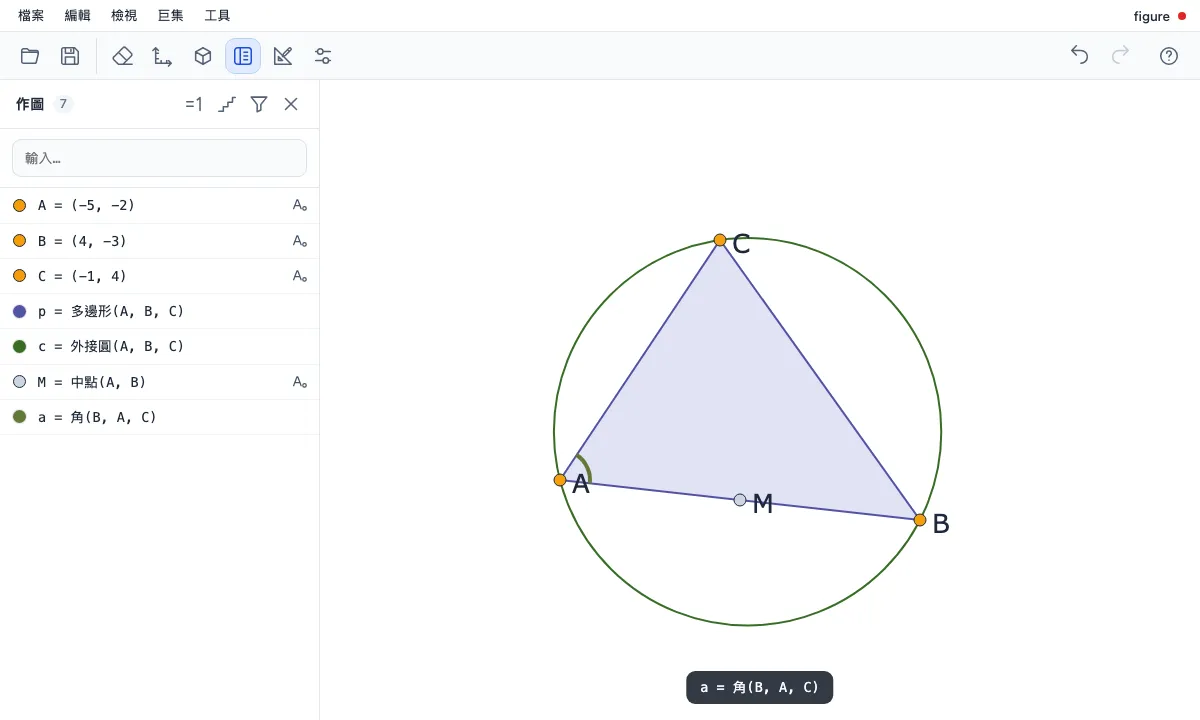 檔案 編輯 檢視 巨集 工具 figure
作圖 7 =1
輸入…
A = (−5, −2)
B = (4, −3)
C = (−1, 4)
p = 多邊形(A, B, C)
c = 外接圓(A, B, C)
M = 中點(A, B)
a = 角(B, A, C)
C
A
M
B
a = 角(B, A, C)